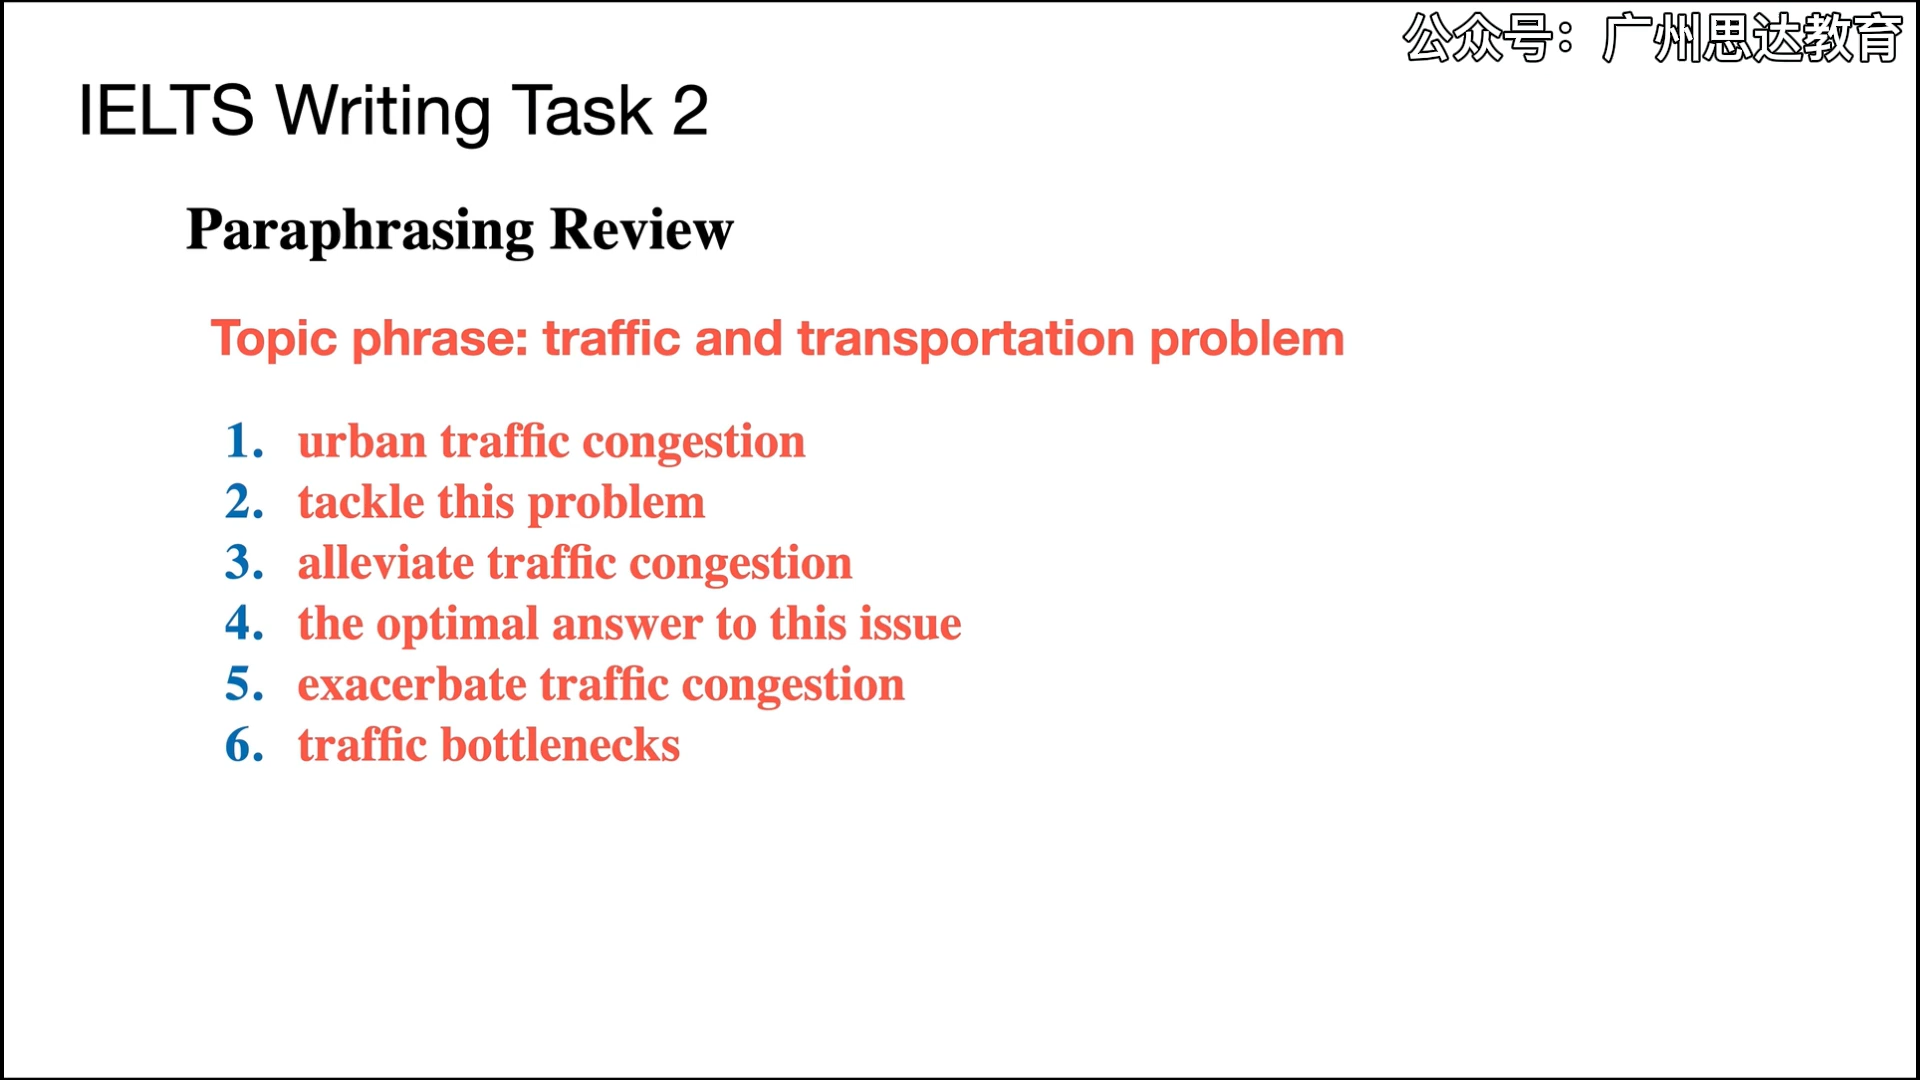 公众号：广州思达教育
IELTS Writing Task 2
Paraphrasing Review
Topic phrase: traffic and transportation problem
1. urban traffic congestion
2. tackle this problem
3. alleviate traffic congestion
4. the optimal answer to this issue
5. exacerbate traffic congestion
6. traffic bottlenecks